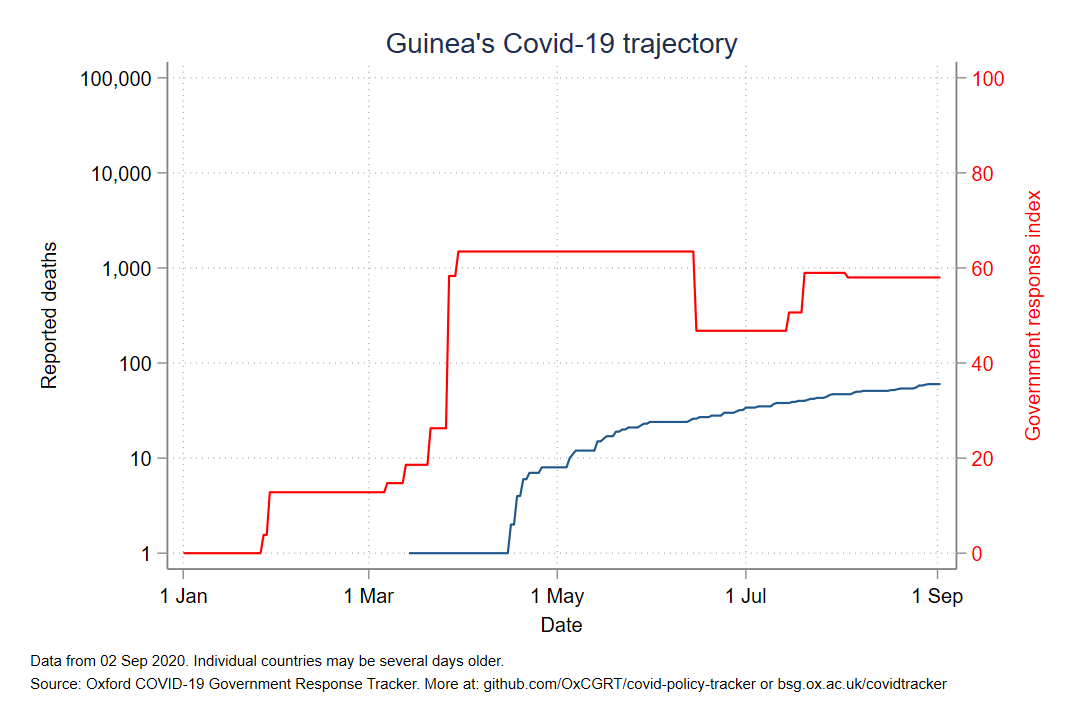 Guinea's Covid-19 trajectory
100,000
10,000
1,000
100
10
1
Reported deaths
100
80
60
40
20
0
Government response index
1 Jan
1 Mar
1 May
1 Jul
1 Sep
Date
Data from 02 Sep 2020. Individual countries may be several days older.
Source: Oxford COVID-19 Government Response Tracker. More at: github.com/OxCGRT/covid-policy-tracker or bsg.ox.ac.uk/covidtracker